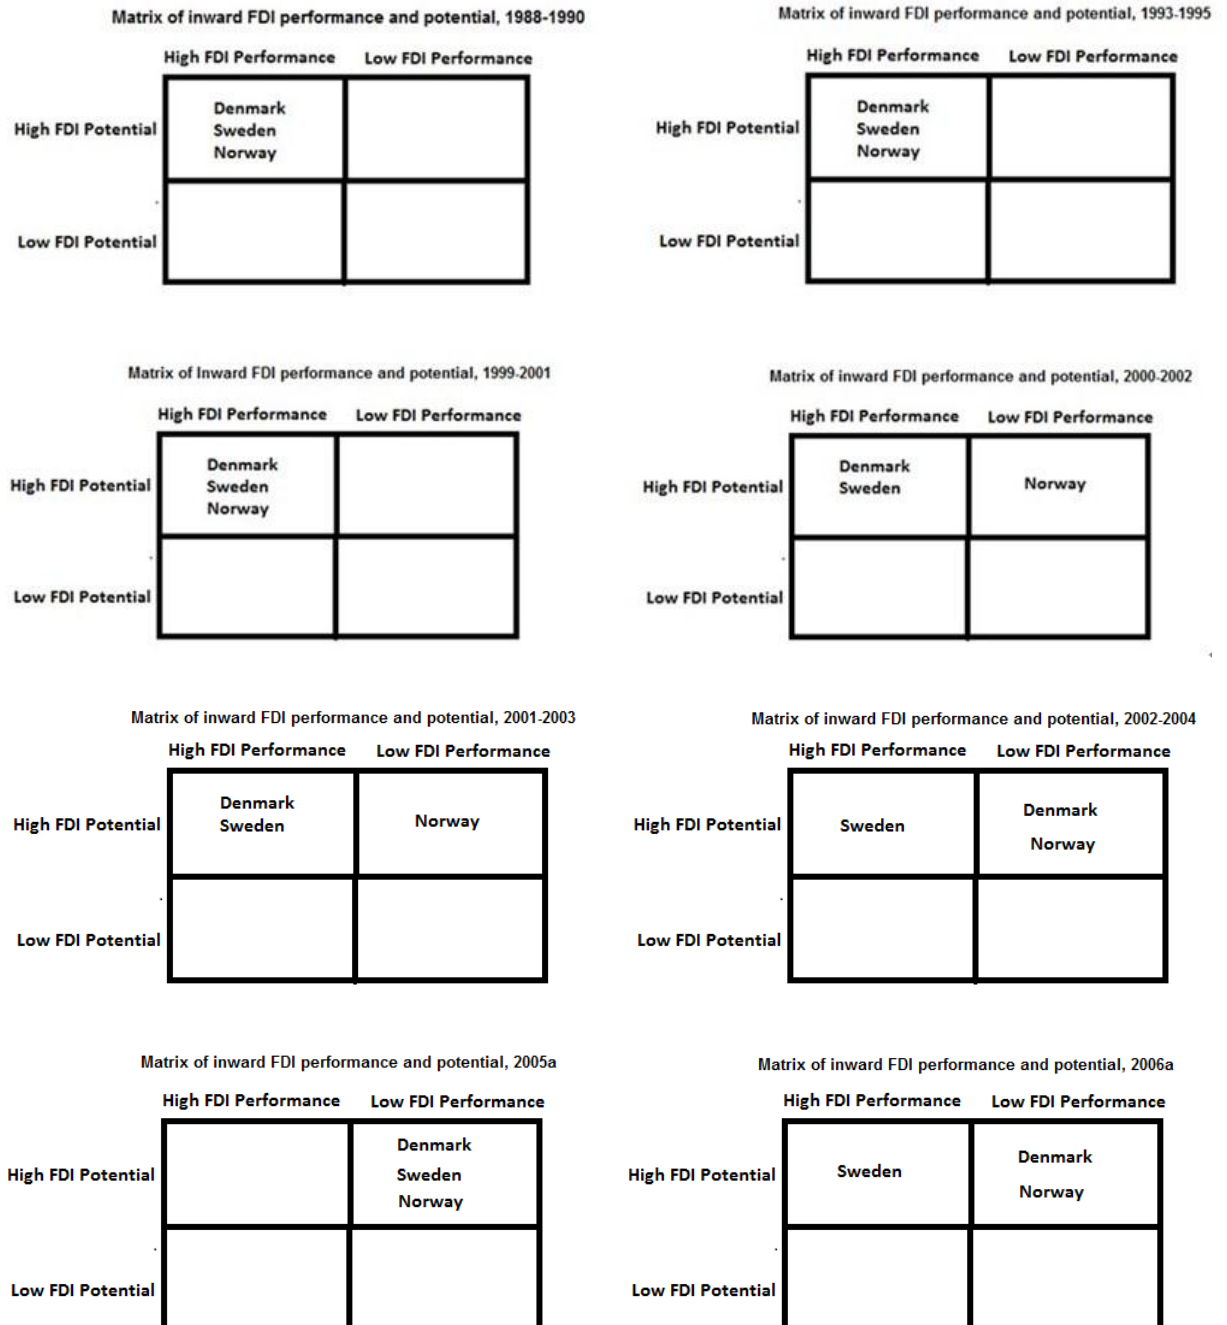 Matrix of inward FDI performance and potential, 1988-1990
High FDI Performance Low FDI Performance
High FDI Potential
Denmark
Sweden
Norway
Low FDI Potential
Matrix of inward FDI performance and potential, 1993-1995
High FDI Performance Low FDI Performance
High FDI Potential
Denmark
Sweden
Norway
Low FDI Potential
Matrix of Inward FDI performance and potential, 1999-2001
High FDI Performance Low FDI Performance
High FDI Potential
Denmark
Sweden
Norway
Low FDI Potential
Matrix of inward FDI performance and potential, 2000-2002
High FDI Performance Low FDI Performance
High FDI Potential
Denmark
Sweden
Norway
Low FDI Potential
Matrix of inward FDI performance and potential, 2001-2003
High FDI Performance Low FDI Performance
High FDI Potential
Denmark
Sweden
Norway
Low FDI Potential
Matrix of inward FDI performance and potential, 2002-2004
High FDI Performance Low FDI Performance
High FDI Potential
Sweden
Denmark
Norway
Low FDI Potential
Matrix of inward FDI performance and potential, 2005a
High FDI Performance Low FDI Performance
High FDI Potential
Denmark
Sweden
Norway
Low FDI Potential
Matrix of inward FDI performance and potential, 2006a
High FDI Performance Low FDI Performance
High FDI Potential
Sweden
Denmark
Norway
Low FDI Potential